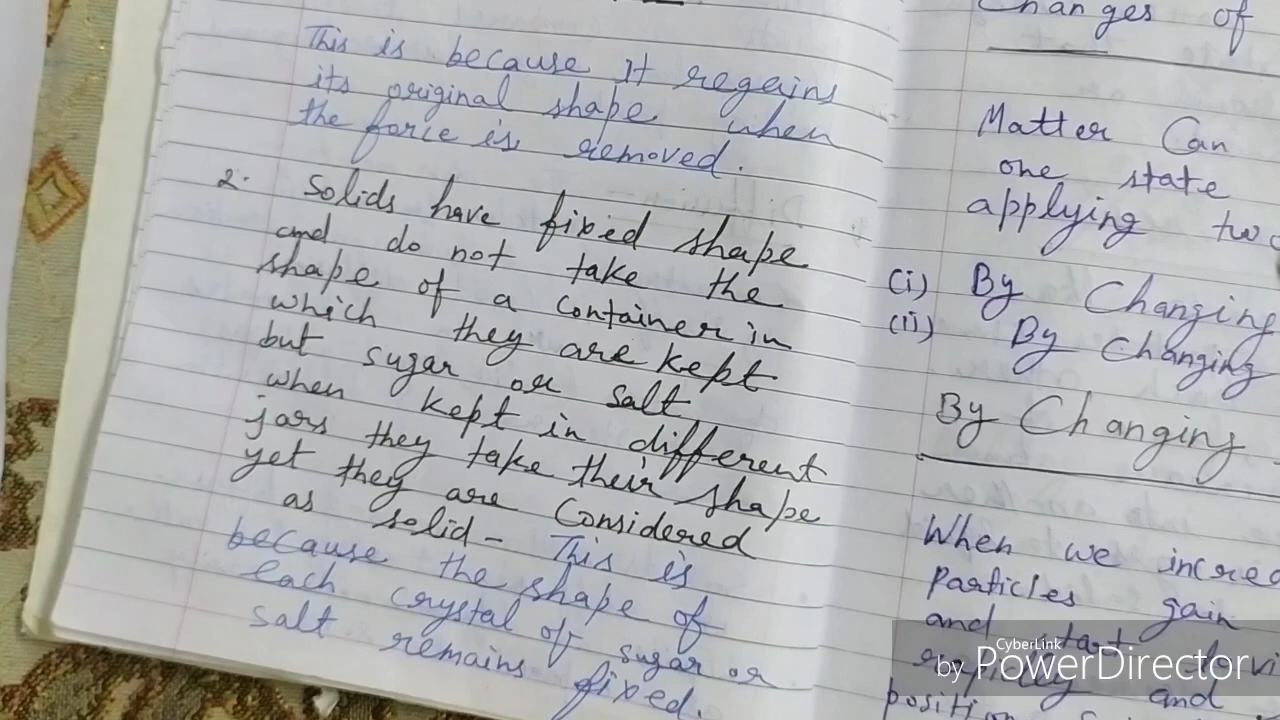 This is because It regains
its original shape when
the force is removed.
2. Solids have fixed shape
and do not take the
shape of a container in
which they are kept
but sugar or salt
when kept in different
jars they take their shape
yet they are Considered
as solid - This is
because the shape of
each crystal of sugar or
salt remains fixed.
Changes of
Matter Can
one state
applying two
(i) By Changing
(ii) By Changing
By Changing
When we increa
Particles gain
and start
rapidly and
position
CyberLink
by PowerDirector